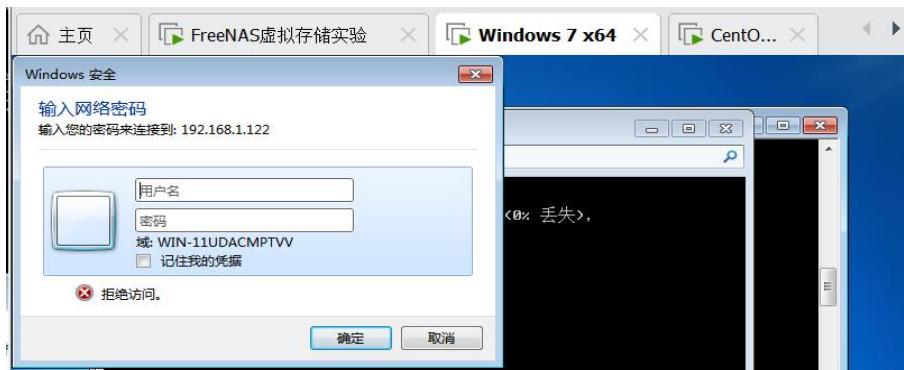 主页
FreeNAS虚拟存储实验
Windows 7 x64
CentO...
Windows 安全
输入网络密码
输入您的密码来连接到: 192.168.1.122
用户名
密码
域: WIN-11UDACMPTVV
记住我的凭据
拒绝访问。
确定
取消
(0% 丢失),